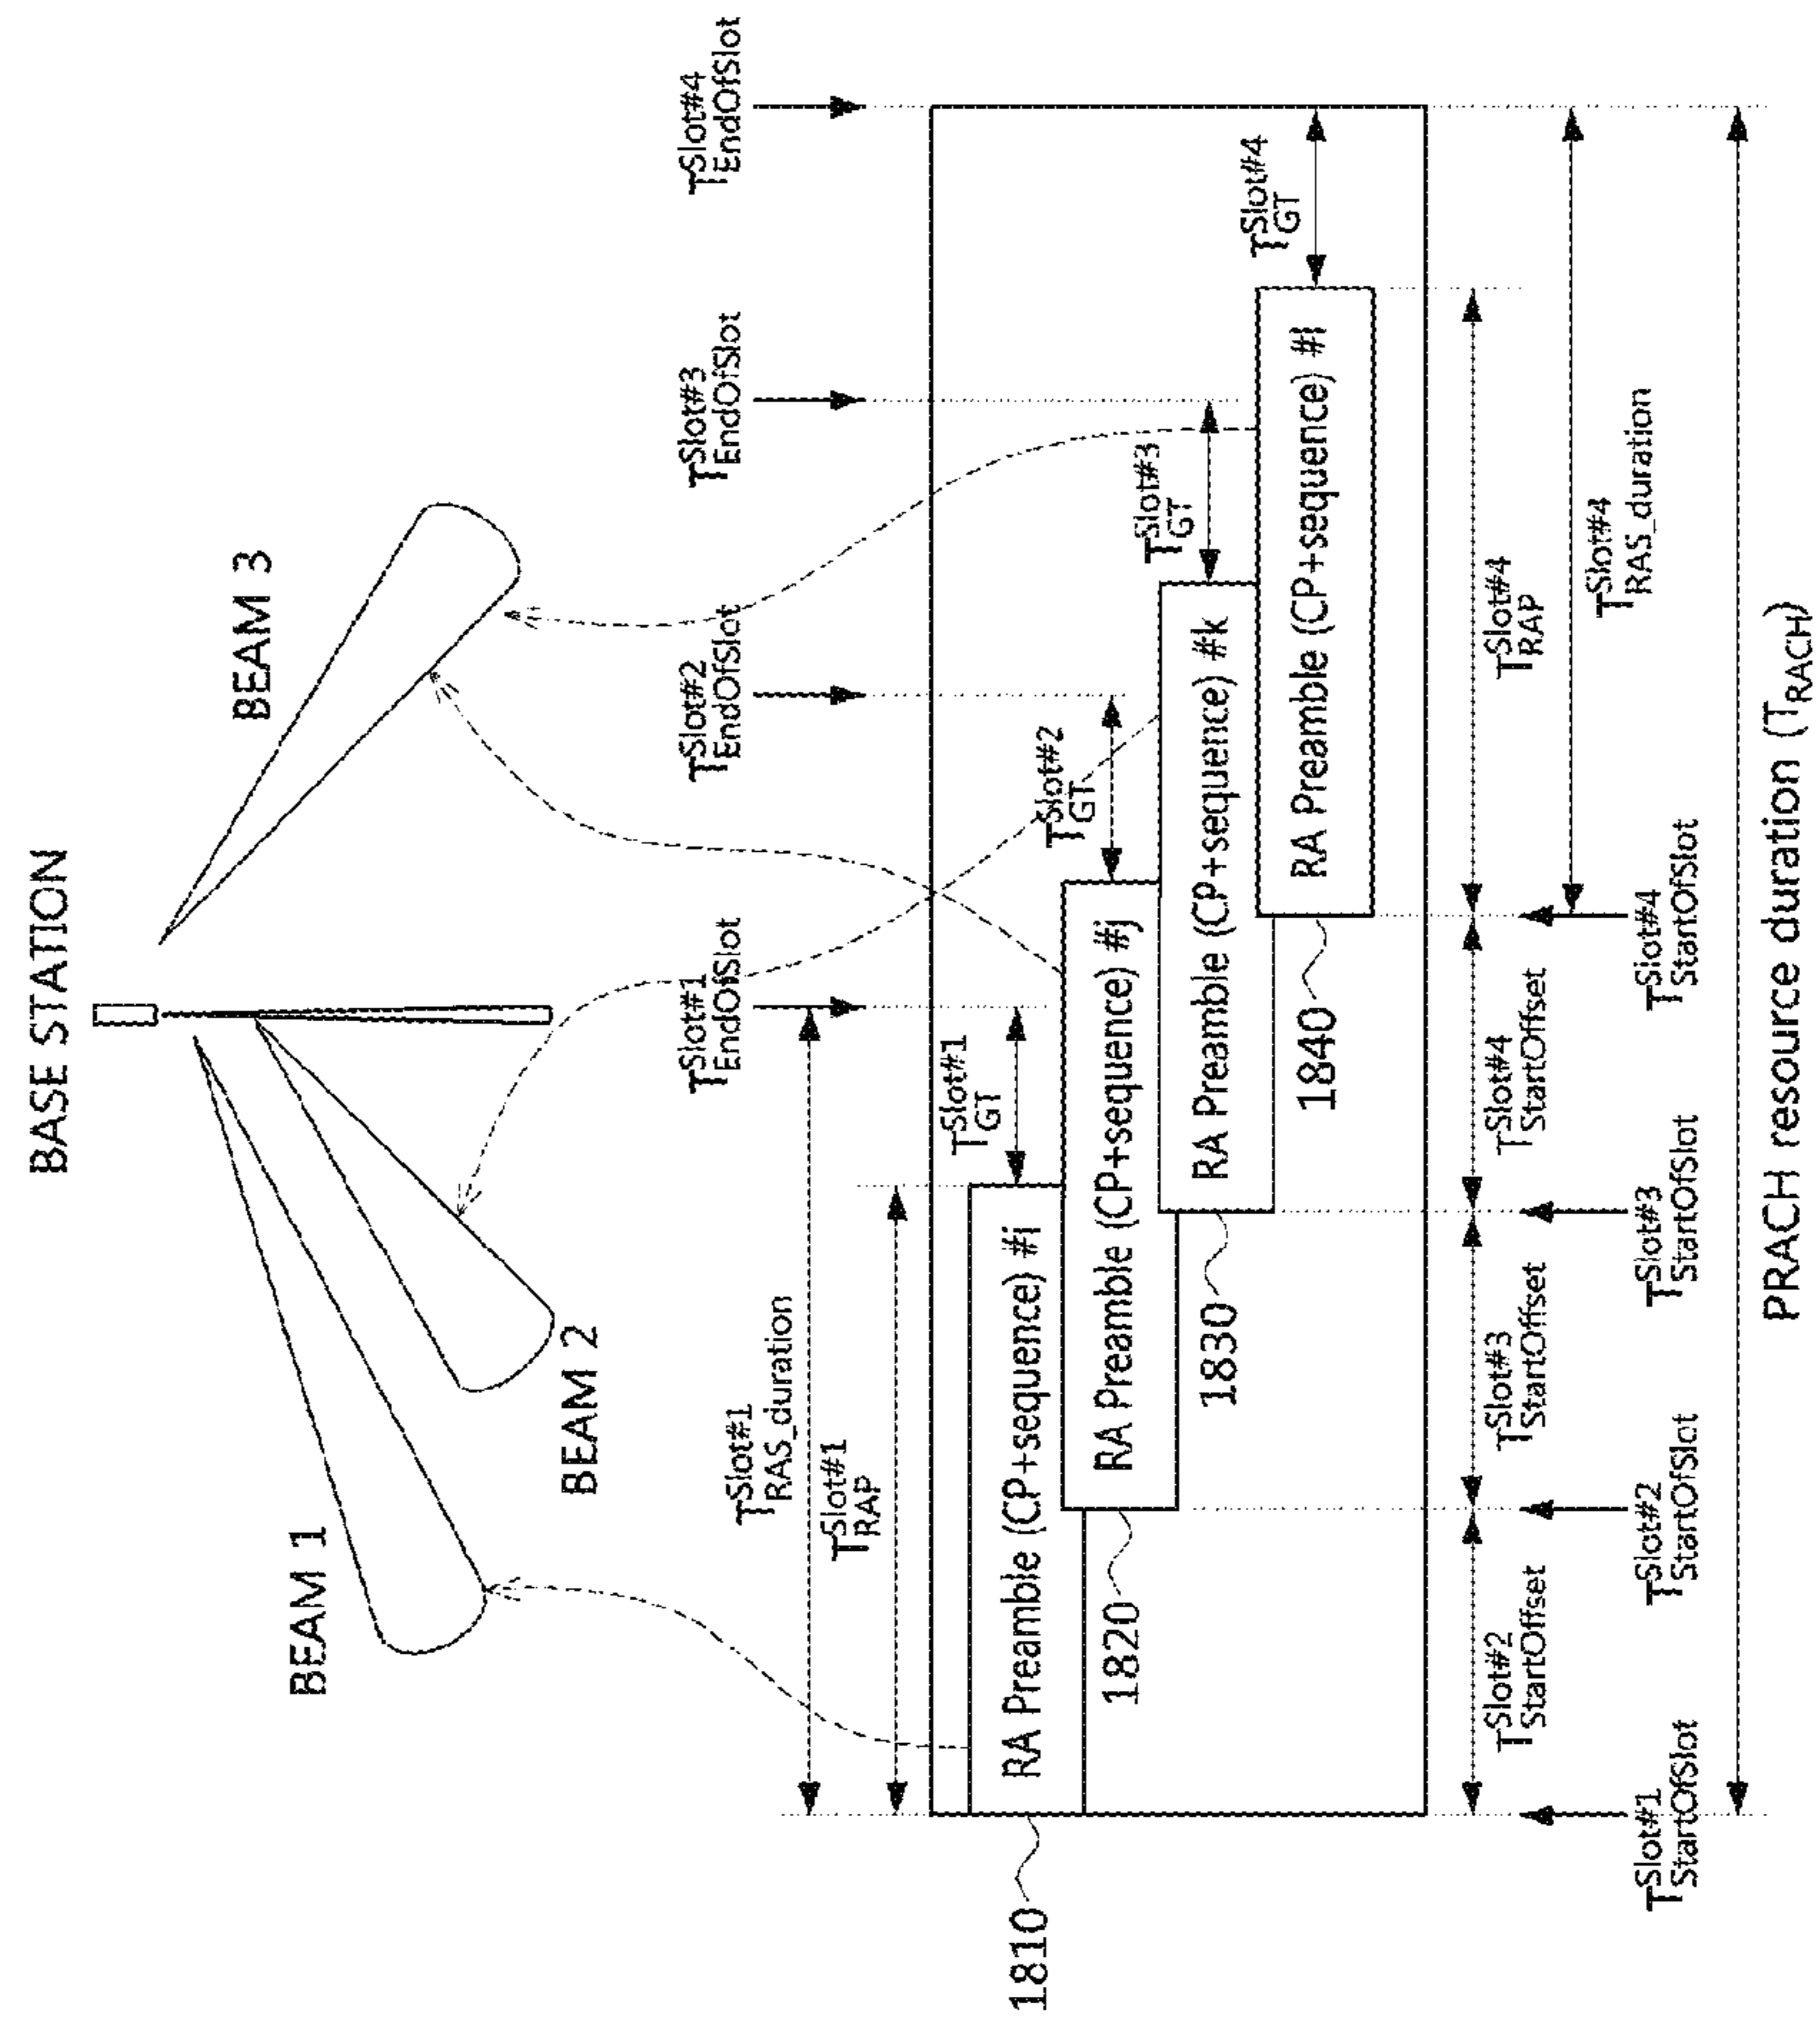 BASE STATION
BEAM 1
BEAM 2
BEAM 3
T^Slot#1_EndOfSlot
T^Slot#2_EndOfSlot
T^Slot#3_EndOfSlot
T^Slot#4_EndOfSlot
T^Slot#1_RAS_duration
T^Slot#1_RAP
T^Slot#1_GT
T^Slot#2_GT
T^Slot#3_GT
T^Slot#4_GT
1810
RA Preamble (CP+sequence) #i
1820
RA Preamble (CP+sequence) #j
1830
RA Preamble (CP+sequence) #k
1840
RA Preamble (CP+sequence) #l
T^Slot#2_StartOffset
T^Slot#3_StartOffset
T^Slot#4_StartOffset
T^Slot#4_RAP
T^Slot#4_RAS_duration
T^Slot#1_StartOfSlot
T^Slot#2_StartOfSlot
T^Slot#3_StartOfSlot
T^Slot#4_StartOfSlot
PRACH resource duration (T_RACH)